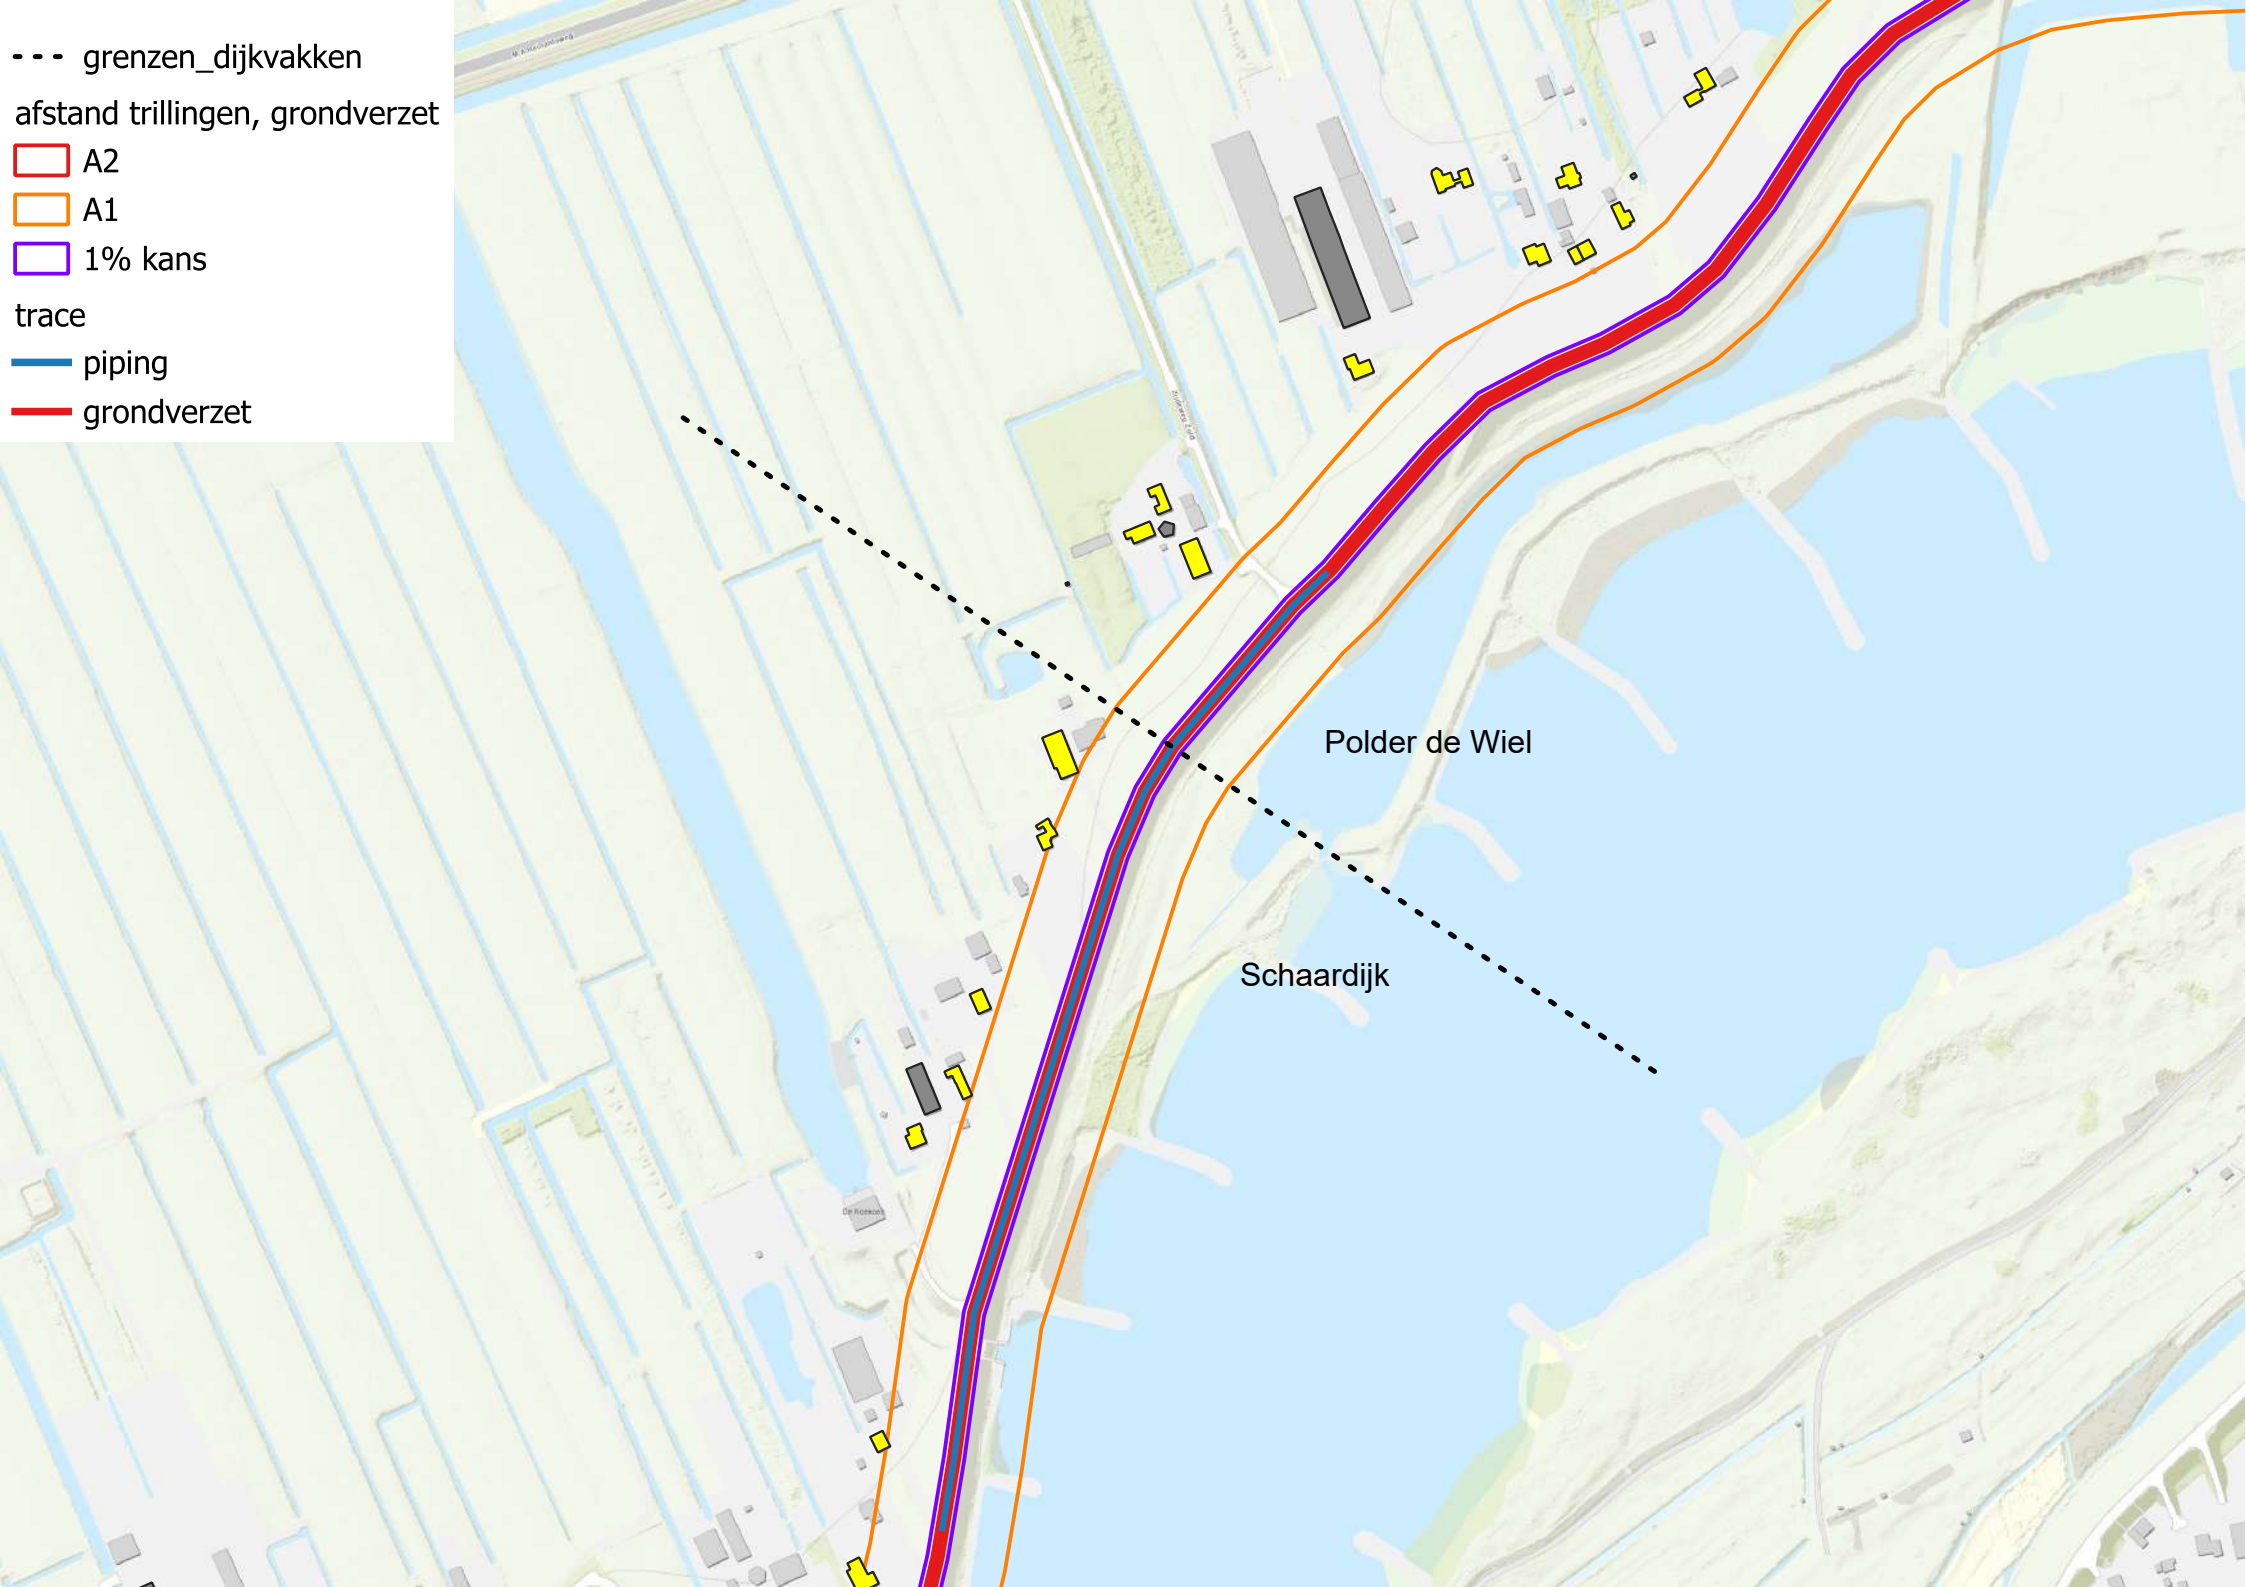 grenzen_dijkvakken
afstand trillingen, grondverzet
A2
A1
1% kans
trace
piping
grondverzet
Polder de Wiel
Schaardijk